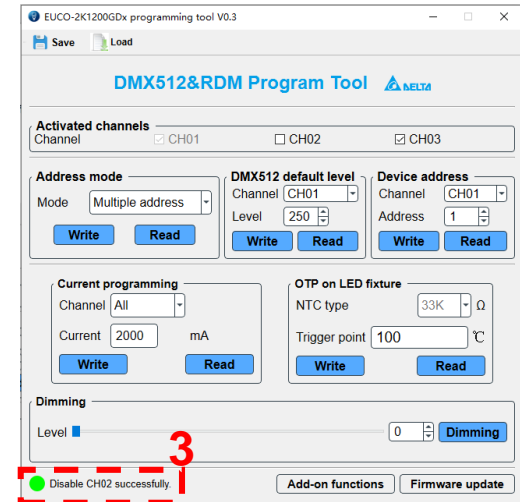 EUCO-2K1200GDx programming tool V0.3
Save Load
DMX512&RDM Program Tool DELTA
Activated channels
Channel CH01 CH02 CH03
Address mode
Mode Multiple address
Write Read
DMX512 default level
Channel CH01
Level 250
Write Read
Device address
Channel CH01
Address 1
Write Read
Current programming
Channel All
Current 2000 mA
Write Read
OTP on LED fixture
NTC type 33K Ω
Trigger point 100 ℃
Write Read
Dimming
Level 0 Dimming
3
Disable CH02 successfully. Add-on functions Firmware update